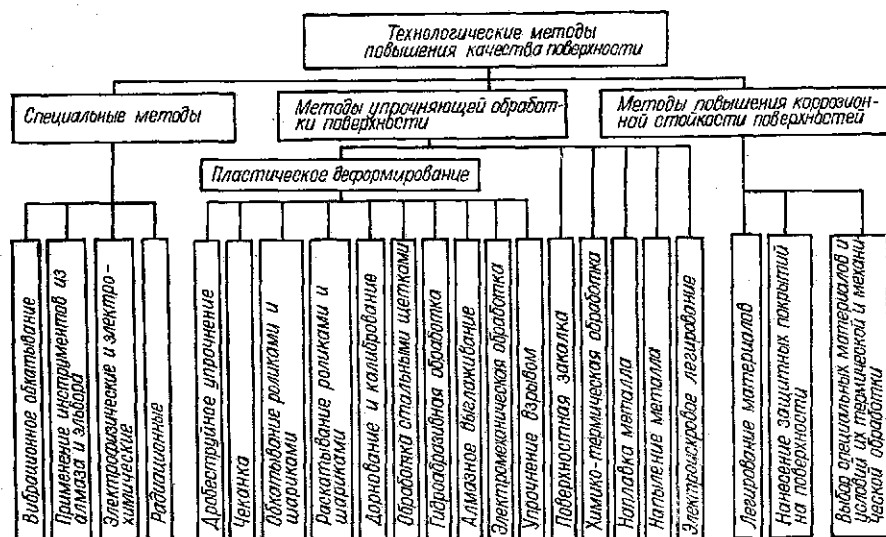 Технологические методы
повышения качества поверхности
Специальные методы
Методы упрочняющей обработ-
ки поверхности
Методы повышения коррозион-
ной стойкости поверхностей
Пластическое деформирование
Вибрационное обкатывание
Применение инструментов из
алмаза и эльбора
Электрофизические и электро-
химические
Радиационные
Дробеструйное упрочнение
Чеканка
Обкатывание роликами и
шариками
Раскатывание роликами и
шариками
Дорнование и калибрование
Обработка стальными щетками
Гидроабразивная обработка
Алмазное выглаживание
Электромеханическая обработка
Упрочнение взрывом
Поверхностная закалка
Химико-термическая обработка
Наплавка металла
Напыление металла
Электроискровое легирование
Легирование материалов
Нанесение защитных покрытий
на поверхности
Выбор специальных материалов и
условий их термической и механи-
ческой обработки